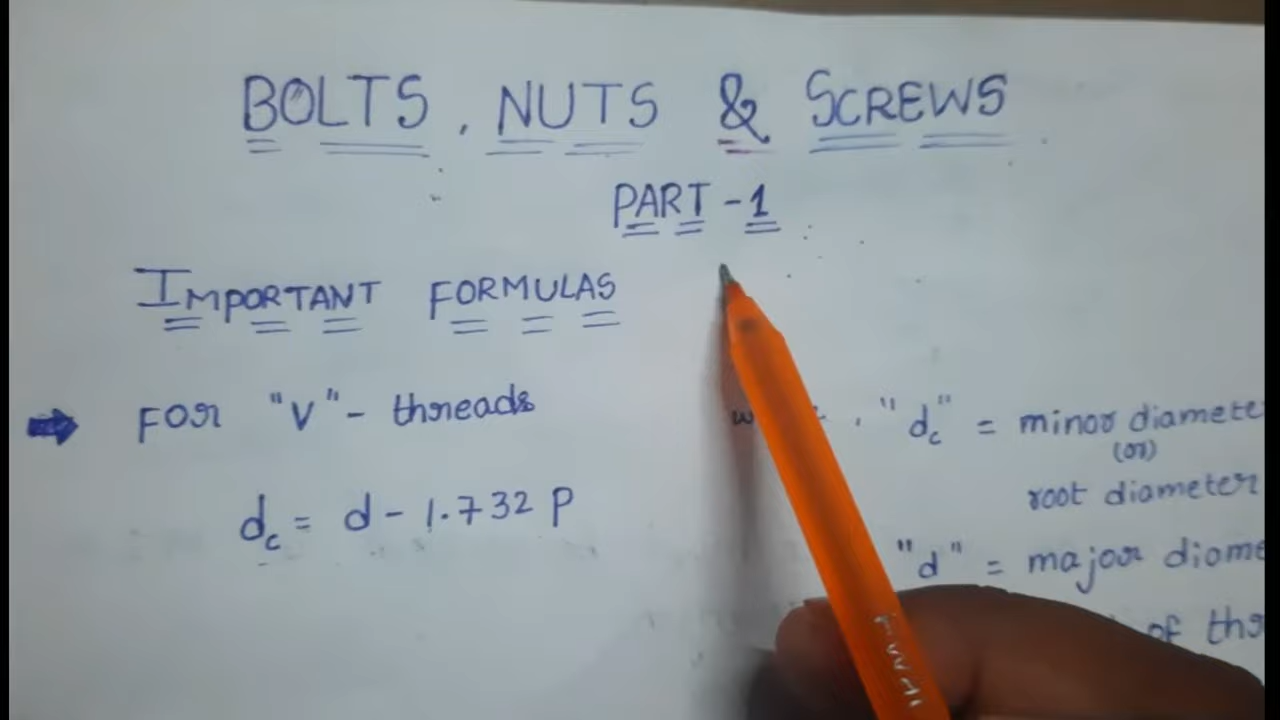 BOLTS, NUTS & SCREWS
PART-1
IMPORTANT FORMULAS
For "V"- threads
, "dc" = minor diamete
(or)
root diameter
dc = d - 1.732 P
"d" = major diame
of thr